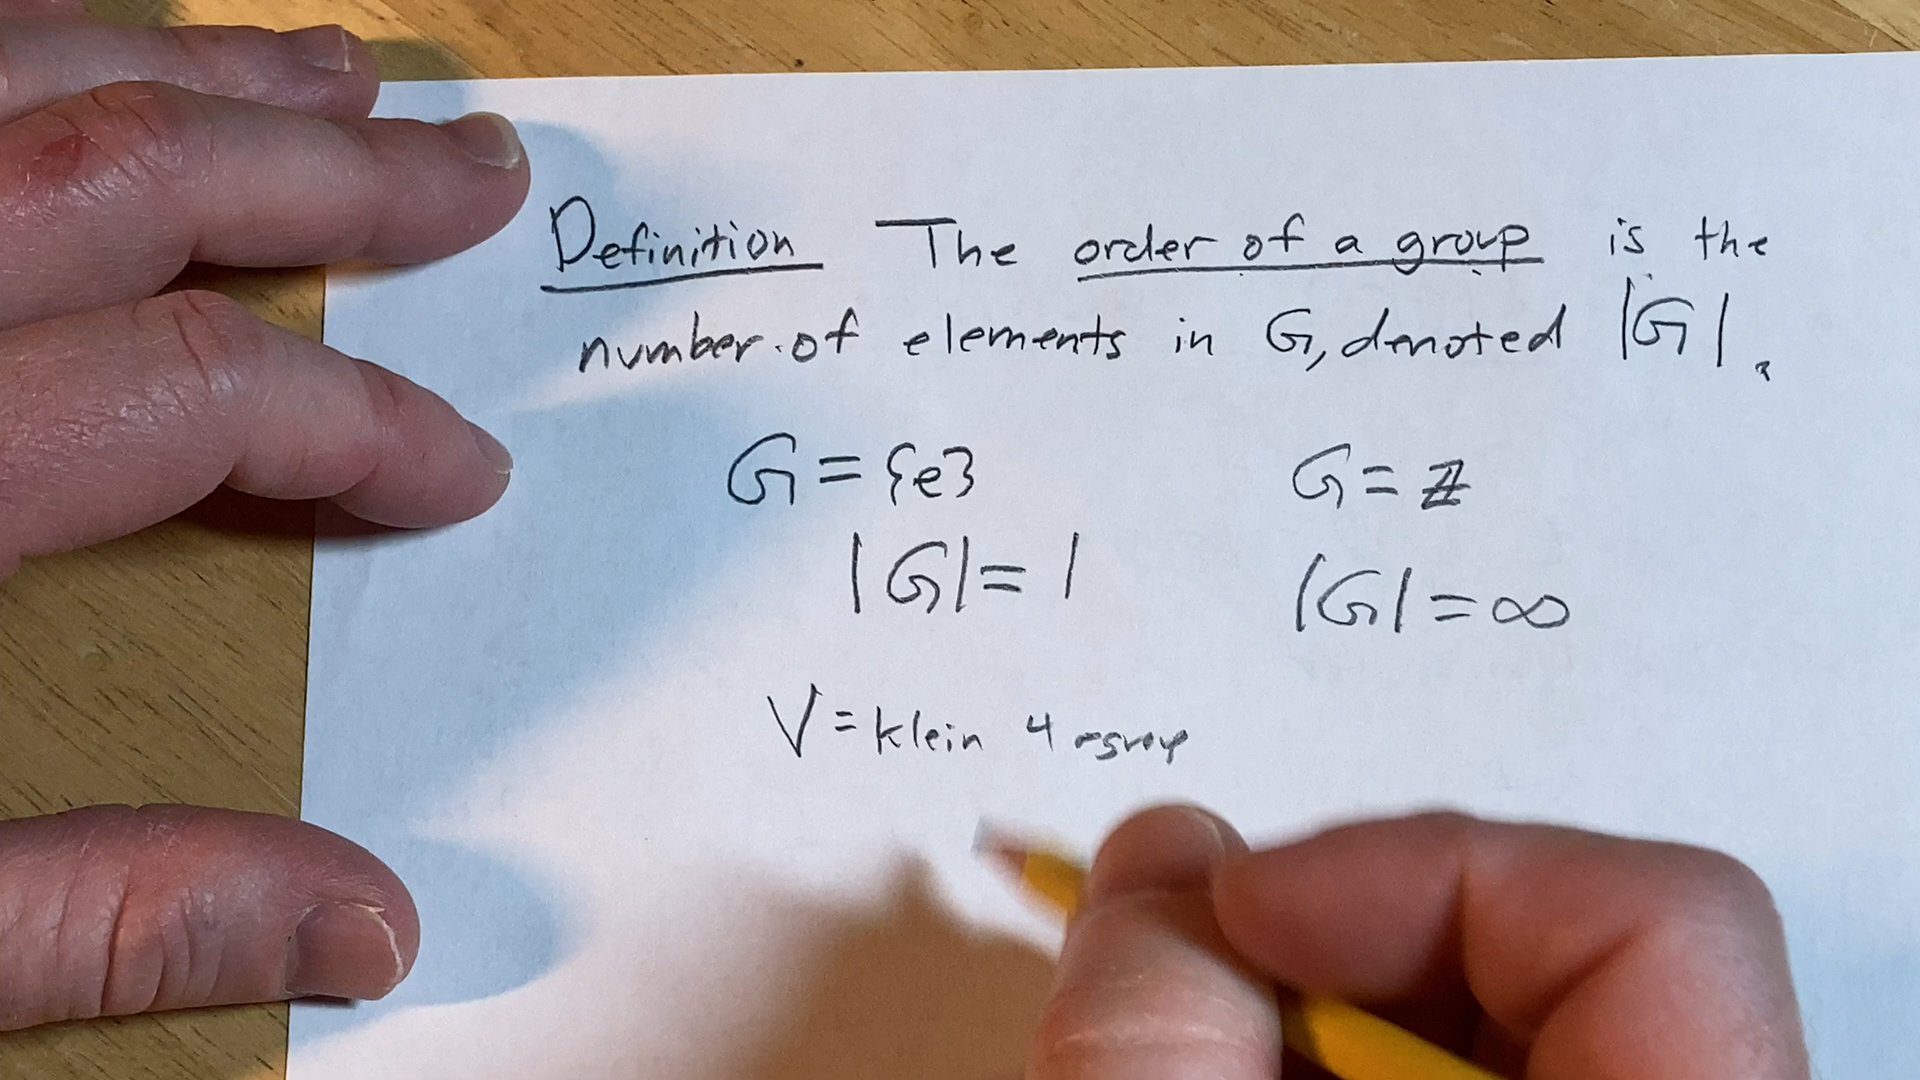 Definition The order of a group is the
number of elements in G, denoted |G|.
G = {e}
|G| = 1
G = ℤ
|G| = ∞
V = klein 4 group